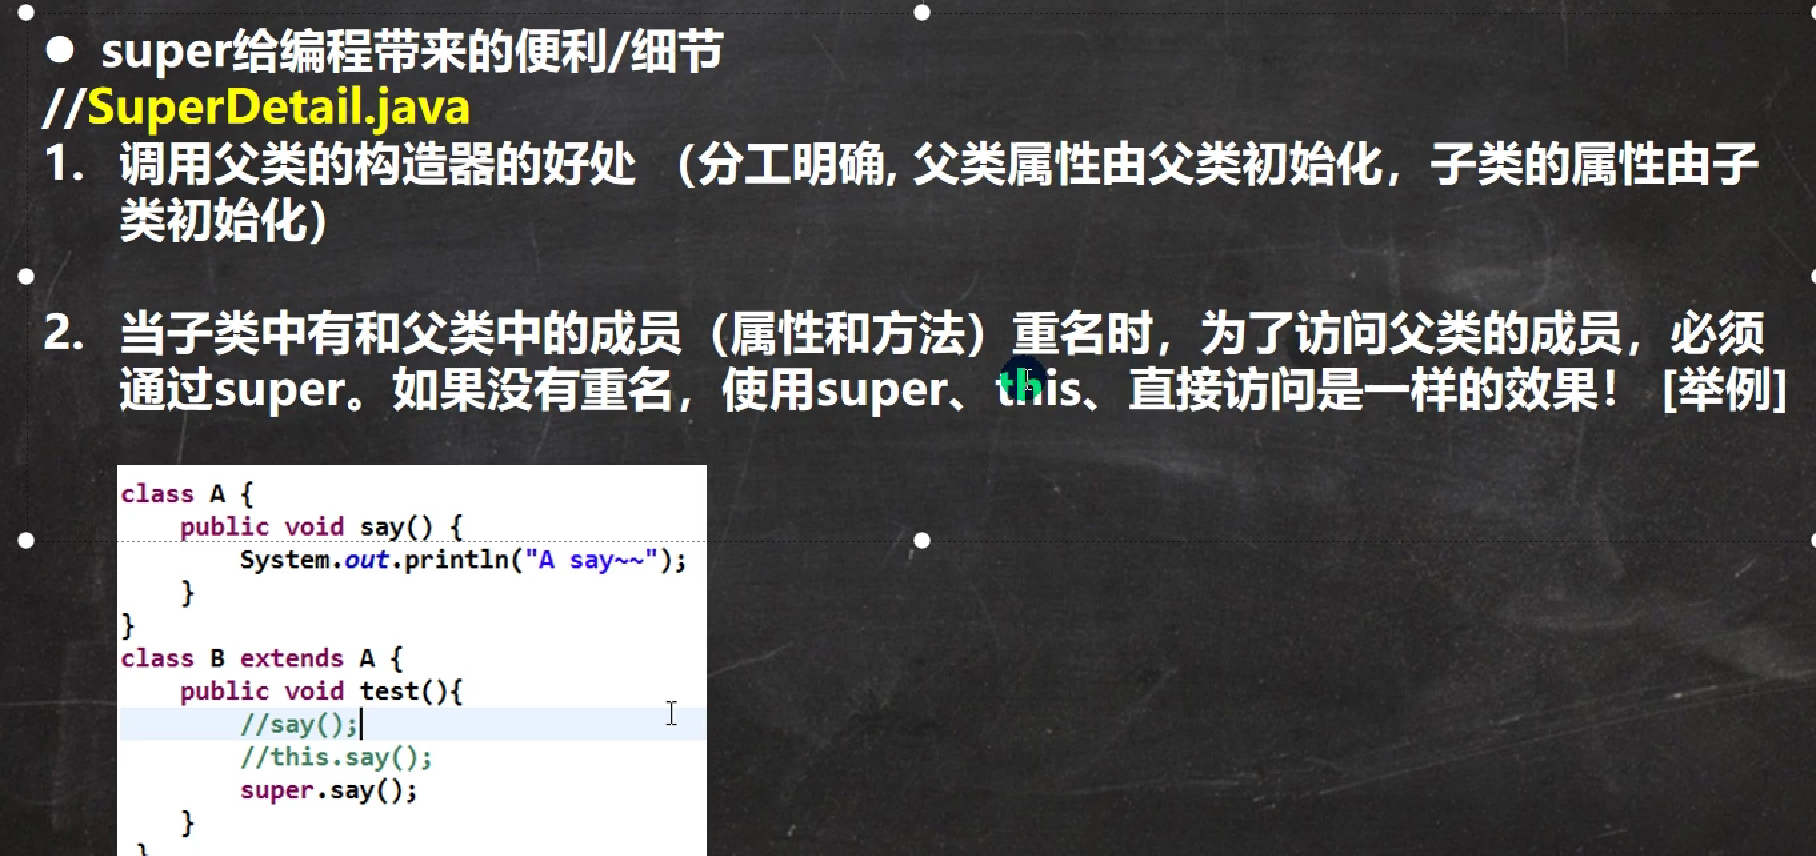 ● super给编程带来的便利/细节
//SuperDetail.java
1. 调用父类的构造器的好处 （分工明确, 父类属性由父类初始化，子类的属性由子
类初始化）
2. 当子类中有和父类中的成员（属性和方法）重名时，为了访问父类的成员，必须
通过super。如果没有重名，使用super、this、直接访问是一样的效果！ [举例]
class A {
    public void say() {
        System.out.println("A say~~");
    }
}
class B extends A {
    public void test(){
        //say();
        //this.say();
        super.say();
    }
}